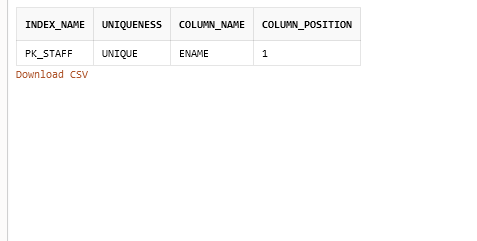 INDEX_NAME UNIQUENESS COLUMN_NAME COLUMN_POSITION
PK_STAFF UNIQUE ENAME 1
Download CSV